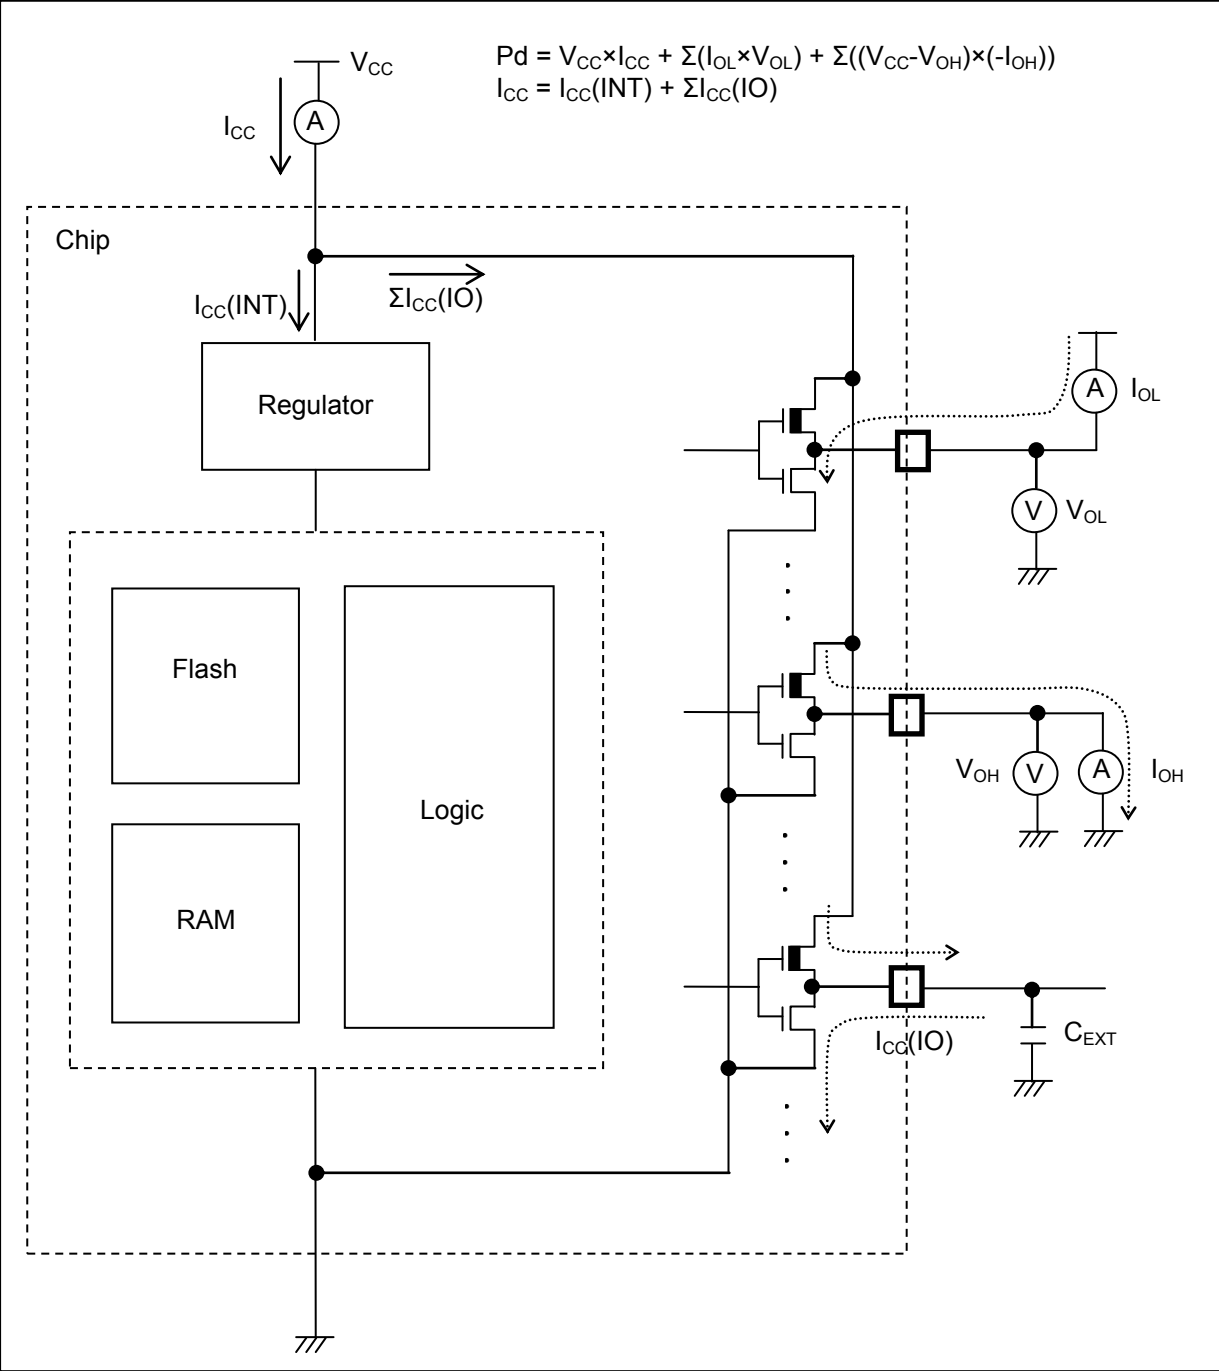 Pd = VCC×ICC + Σ(IOL×VOL) + Σ((VCC-VOH)×(-IOH))
ICC = ICC(INT) + ΣICC(IO)
VCC
ICC
A
Chip
ICC(INT)
ΣICC(IO)
Regulator
A
IOL
V
VOL
Flash
Logic
RAM
VOH
V
A
IOH
ICC(IO)
CEXT